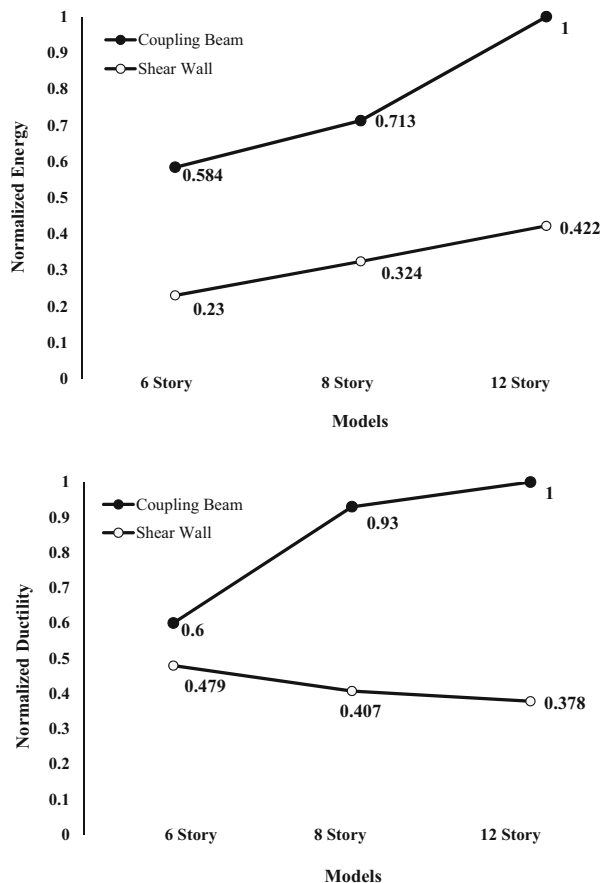 1
0.9
0.8
0.7
0.6
0.5
0.4
0.3
0.2
0.1
0
Normalized Energy
Coupling Beam
Shear Wall
0.584
0.713
1
0.23
0.324
0.422
6 Story
8 Story
12 Story
Models
1
0.9
0.8
0.7
0.6
0.5
0.4
0.3
0.2
0.1
0
Normalized Ductility
Coupling Beam
Shear Wall
0.6
0.93
1
0.479
0.407
0.378
6 Story
8 Story
12 Story
Models